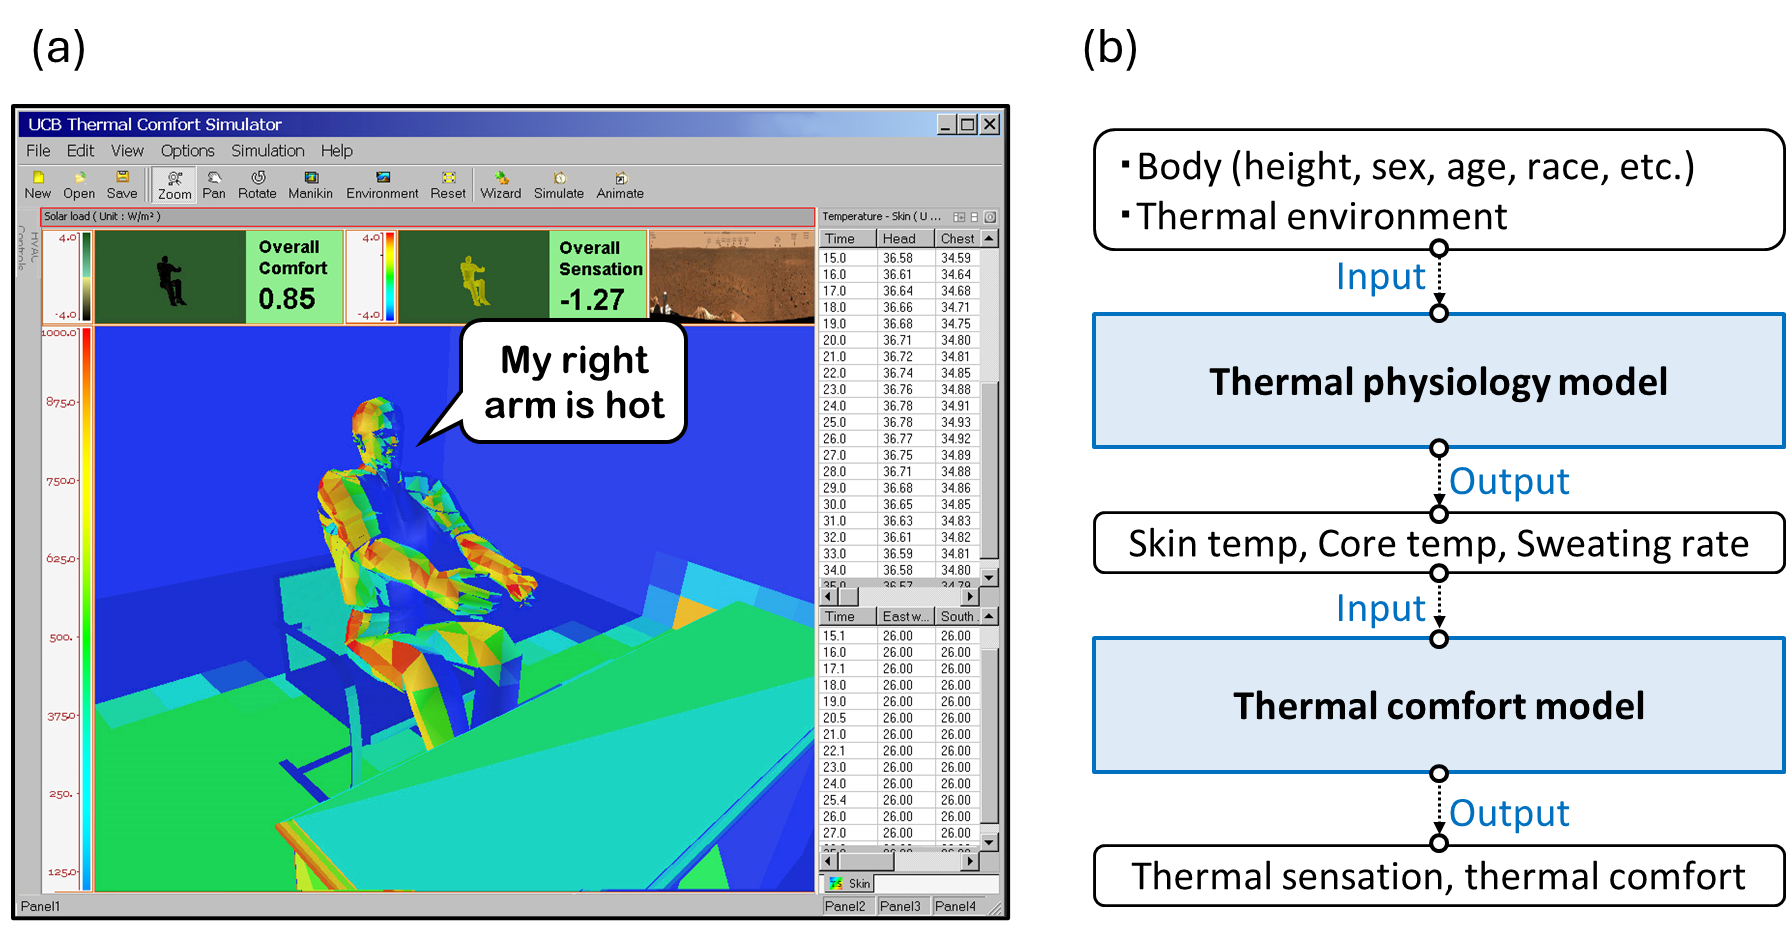 (a)
UCB Thermal Comfort Simulator
File Edit View Options Simulation Help
New Open Save Zoom Pan Rotate Manikin Environment Reset Wizard Simulate Animate
HVAC
Controls
Solar load ( Unit : W/m² )
4.0
-4.0
Overall
Comfort
0.85
4.0
-4.0
Overall
Sensation
-1.27
1000.0
875.0
750.0
625.0
500.
375.0
250.
125.0
My right
arm is hot
Temperature - Skin ( U ...
Time Head Chest
15.0 36.58 34.59
16.0 36.61 34.64
17.0 36.64 34.68
18.0 36.66 34.71
19.0 36.68 34.75
20.0 36.71 34.80
21.0 36.72 34.81
22.0 36.74 34.85
23.0 36.76 34.88
24.0 36.78 34.91
25.0 36.78 34.93
26.0 36.77 34.92
27.0 36.75 34.89
28.0 36.71 34.88
29.0 36.68 34.86
30.0 36.65 34.85
31.0 36.63 34.83
32.0 36.61 34.82
33.0 36.59 34.81
34.0 36.58 34.80
35.0 36.57 34.79
Time East w... South .
15.1 26.00 26.00
16.0 26.00 26.00
17.1 26.00 26.00
18.0 26.00 26.00
19.0 26.00 26.00
20.5 26.00 26.00
21.0 26.00 26.00
22.1 26.00 26.00
23.0 26.00 26.00
24.0 26.00 26.00
25.4 26.00 26.00
26.0 26.00 26.00
27.0 26.00 26.00
Skin
Panel1 Panel2 Panel3 Panel4
(b)
・Body (height, sex, age, race, etc.)
・Thermal environment
Input
Thermal physiology model
Output
Skin temp, Core temp, Sweating rate
Input
Thermal comfort model
Output
Thermal sensation, thermal comfort